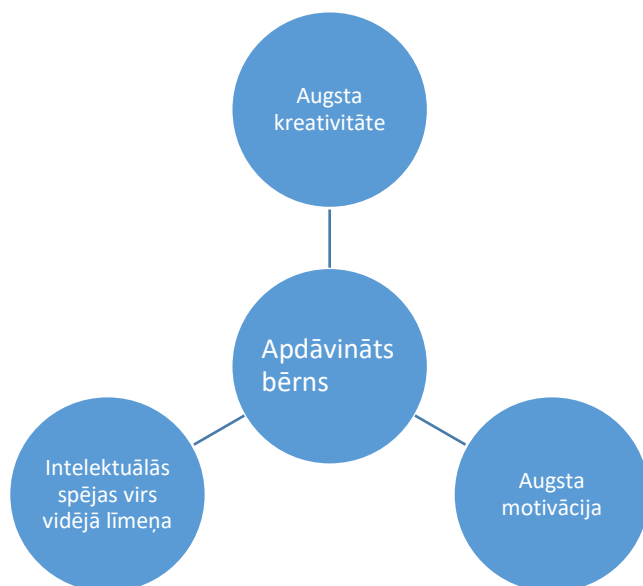 Augsta
kreativitāte
Apdāvināts
bērns
Intelektuālās
spējas virs
vidējā līmeņa
Augsta
motivācija